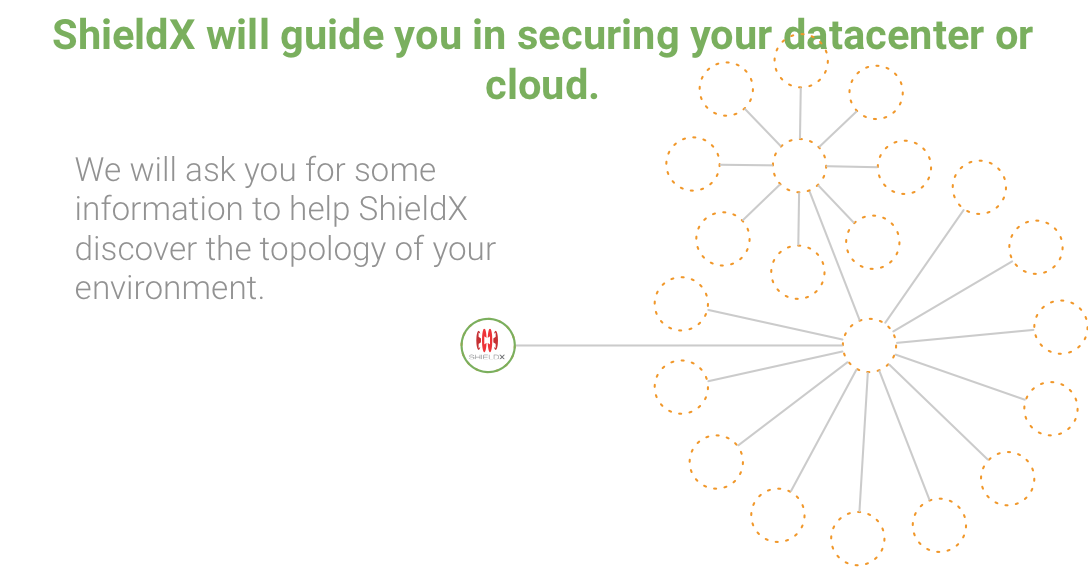 ShieldX will guide you in securing your datacenter or
cloud.
We will ask you for some
information to help ShieldX
discover the topology of your
environment.
SHIELDX